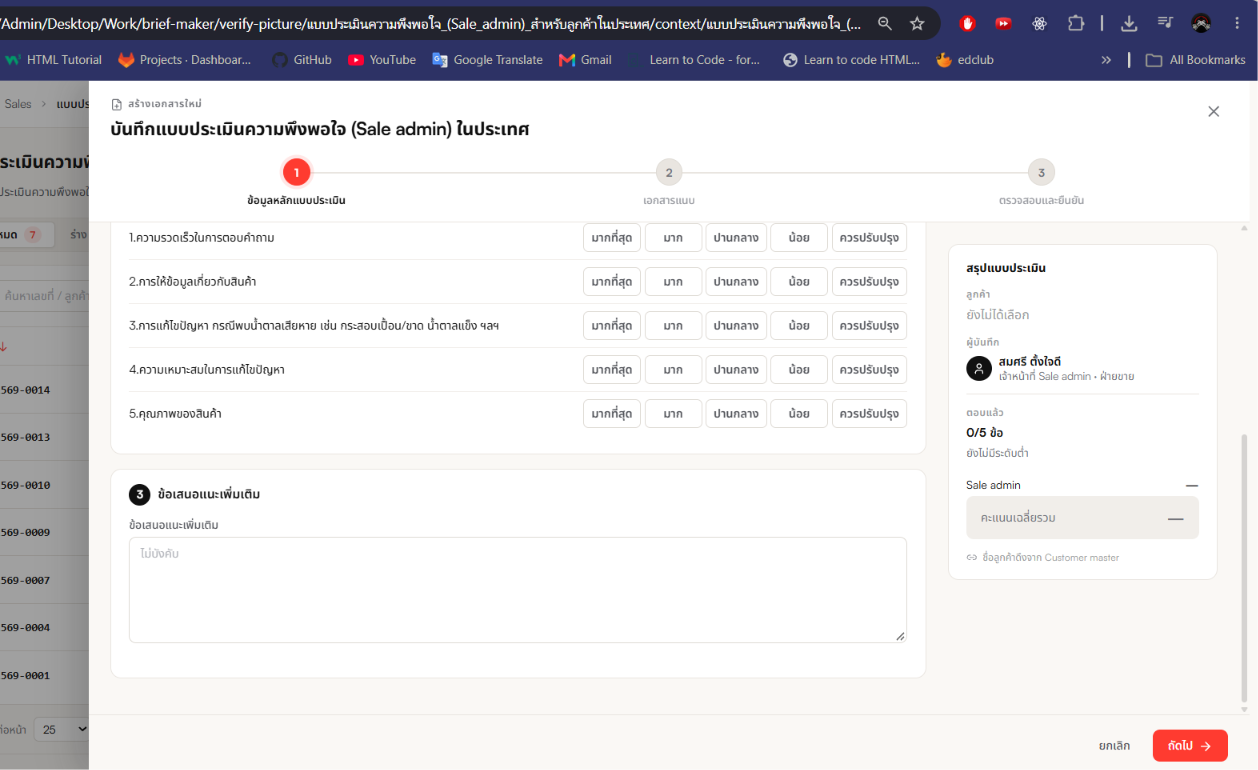 /Admin/Desktop/Work/brief-maker/verify-picture/แบบประเมินความพึงพอใจ_(Sale_admin)_สำหรับลูกค้าในประเทศ/context/แบบประเมินความพึงพอใจ_(...
HTML Tutorial
Projects · Dashboar...
GitHub
YouTube
Google Translate
Gmail
Learn to Code - for...
Learn to code HTML...
edclub
All Bookmarks
Sales
สร้างเอกสารใหม่
บันทึกแบบประเมินความพึงพอใจ (Sale admin) ในประเทศ
1
2
3
ข้อมูลหลักแบบประเมิน
เอกสารแนบ
ตรวจสอบและยืนยัน
7
ร่าง
ค้นหาเลขที่ / ลูกค้า
569-0014
569-0013
569-0010
569-0009
569-0007
569-0004
569-0001
25
1.ความรวดเร็วในการตอบคำถาม
มากที่สุด มาก ปานกลาง น้อย ควรปรับปรุง
2.การให้ข้อมูลเกี่ยวกับสินค้า
มากที่สุด มาก ปานกลาง น้อย ควรปรับปรุง
3.การแก้ไขปัญหา กรณีพบน้ำตาลเสียหาย เช่น กระสอบเปื้อน/ขาด น้ำตาลแข็ง ฯลฯ
มากที่สุด มาก ปานกลาง น้อย ควรปรับปรุง
4.ความเหมาะสมในการแก้ไขปัญหา
มากที่สุด มาก ปานกลาง น้อย ควรปรับปรุง
5.คุณภาพของสินค้า
มากที่สุด มาก ปานกลาง น้อย ควรปรับปรุง
3 ข้อเสนอแนะเพิ่มเติม
ข้อเสนอแนะเพิ่มเติม
ไม่บังคับ
สรุปแบบประเมิน
ลูกค้า
ยังไม่ได้เลือก
ผู้บันทึก
สมศรี ตั้งใจดี
เจ้าหน้าที่ Sale admin • ฝ่ายขาย
ตอบแล้ว
0/5 ข้อ
ยังไม่มีระดับต่ำ
Sale admin —
คะแนนเฉลี่ยรวม —
ชื่อลูกค้าดึงจาก Customer master
ยกเลิก
ถัดไป →